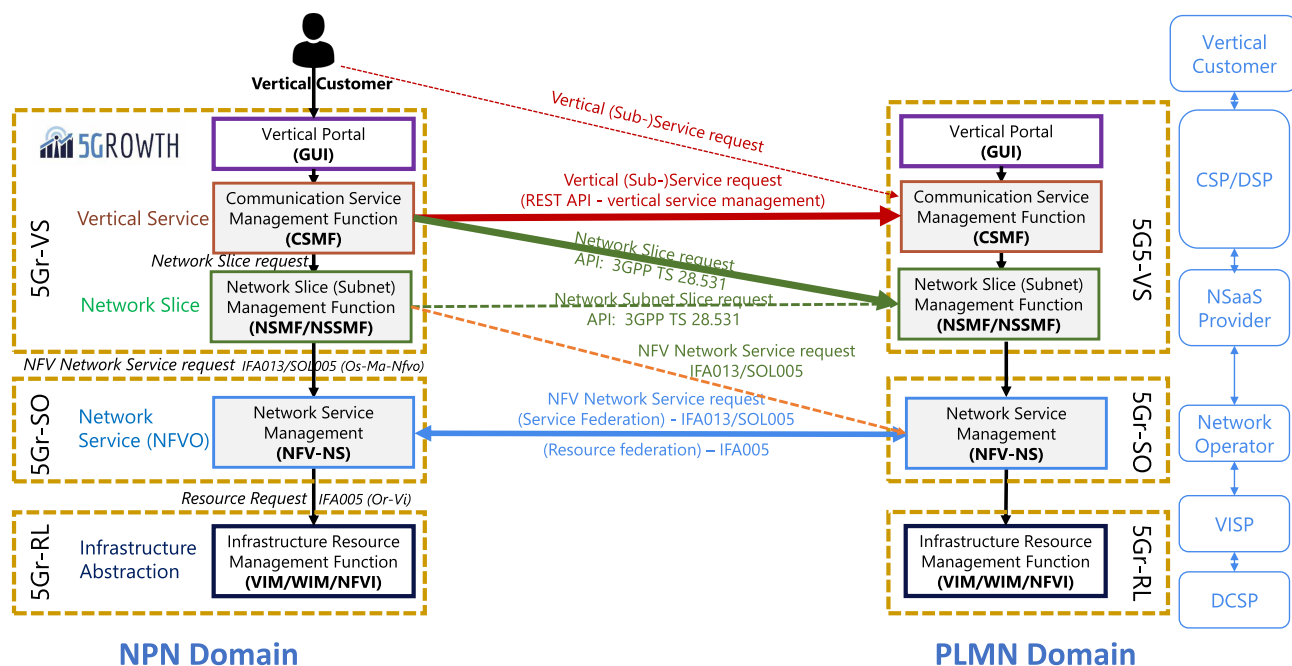 Vertical Customer
5GROWTH
5Gr-VS
Vertical Portal
(GUI)
Vertical Service
Communication Service
Management Function
(CSMF)
Network Slice request
Network Slice
Network Slice (Subnet)
Management Function
(NSMF/NSSMF)
NFV Network Service request IFA013/SOL005 (Os-Ma-Nfvo)
5Gr-SO
Network
Service (NFVO)
Network Service
Management
(NFV-NS)
Resource Request IFA005 (Or-Vi)
5Gr-RL
Infrastructure
Abstraction
Infrastructure Resource
Management Function
(VIM/WIM/NFVI)
NPN Domain
Vertical (Sub-)Service request
Vertical (Sub-)Service request
(REST API - vertical service management)
Network Slice request
API: 3GPP TS 28.531
Network Subnet Slice request
API: 3GPP TS 28.531
NFV Network Service request
IFA013/SOL005
NFV Network Service request
(Service Federation) - IFA013/SOL005
(Resource federation) – IFA005
Vertical Portal
(GUI)
Communication Service
Management Function
(CSMF)
Network Slice (Subnet)
Management Function
(NSMF/NSSMF)
5G5-VS
Network Service
Management
(NFV-NS)
5Gr-SO
Infrastructure Resource
Management Function
(VIM/WIM/NFVI)
5Gr-RL
PLMN Domain
Vertical
Customer
CSP/DSP
NSaaS
Provider
Network
Operator
VISP
DCSP